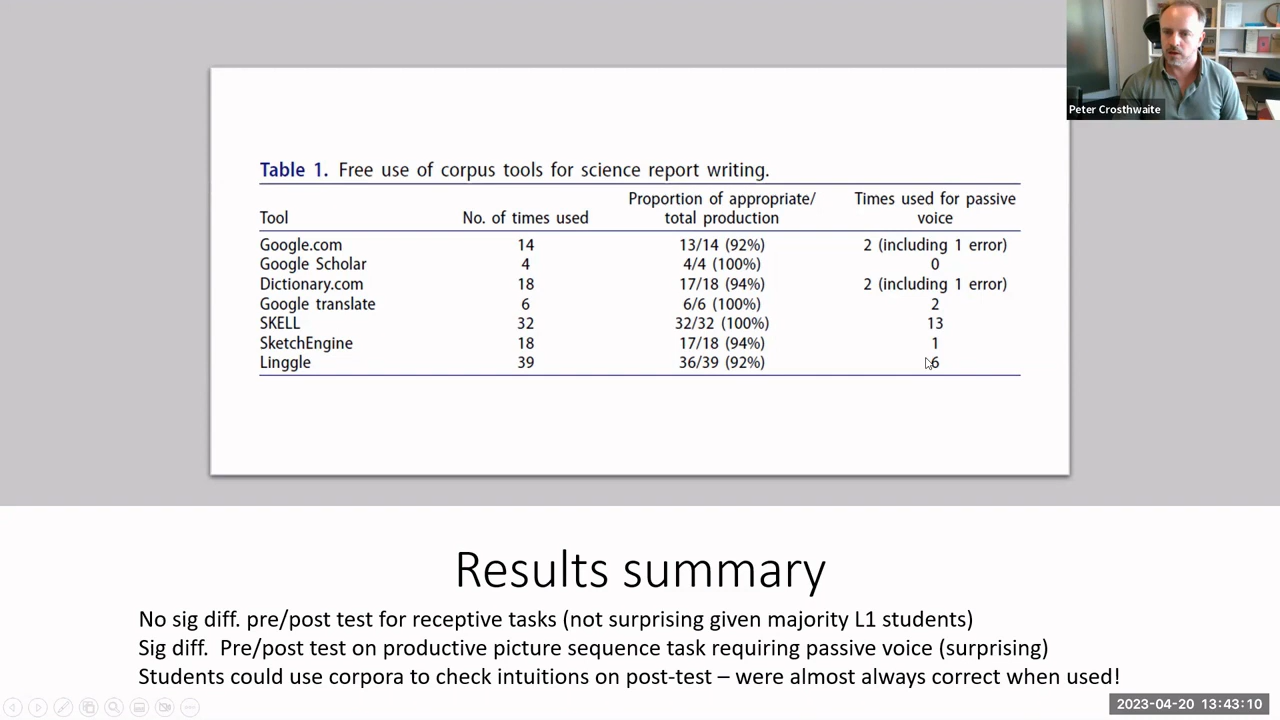 Peter Crosthwaite
Table 1. Free use of corpus tools for science report writing.
Tool No. of times used Proportion of appropriate/ total production Times used for passive voice
Google.com 14 13/14 (92%) 2 (including 1 error)
Google Scholar 4 4/4 (100%) 0
Dictionary.com 18 17/18 (94%) 2 (including 1 error)
Google translate 6 6/6 (100%) 2
SKELL 32 32/32 (100%) 13
SketchEngine 18 17/18 (94%) 1
Linggle 39 36/39 (92%) 6
Results summary
No sig diff. pre/post test for receptive tasks (not surprising given majority L1 students)
Sig diff. Pre/post test on productive picture sequence task requiring passive voice (surprising)
Students could use corpora to check intuitions on post-test – were almost always correct when used!
2023-04-20 13:43:10